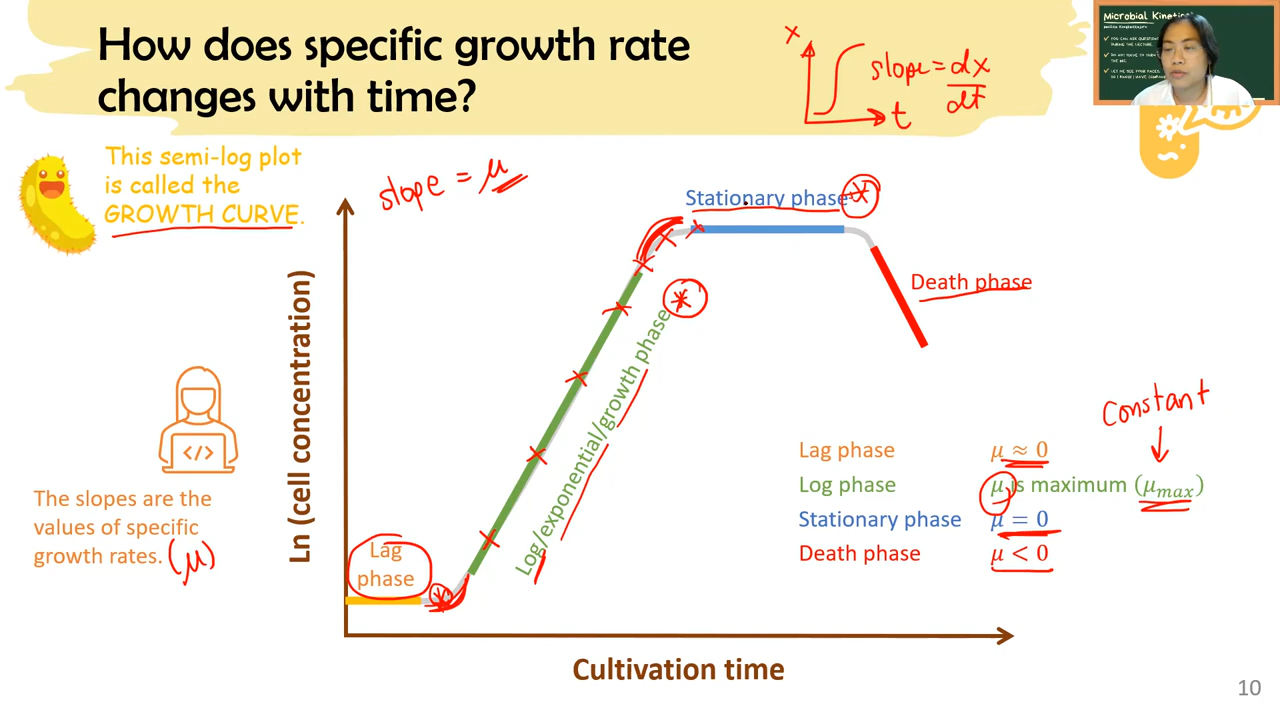 How does specific growth rate
changes with time?
x
t
slope = dx
dt
Microbial Kinetics
This semi-log plot
is called the
GROWTH CURVE.
slope = μ
Stationary phase
Death phase
Log/exponential/growth phase
Lag
phase
Ln (cell concentration)
Cultivation time
</>
The slopes are the
values of specific
growth rates. (μ)
Constant
Lag phase μ ≈ 0
Log phase μ is maximum (μmax)
Stationary phase μ = 0
Death phase μ < 0
10